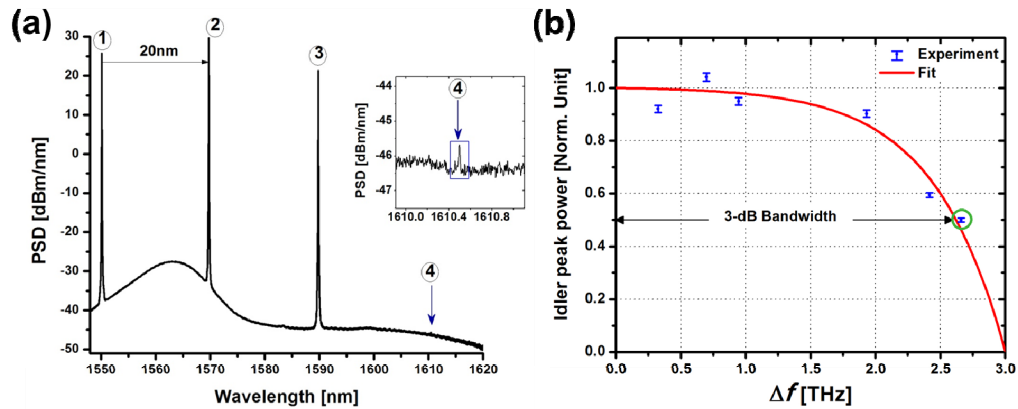 (a)
1
2
3
4
20nm
PSD [dBm/nm]
30
20
10
0
-10
-20
-30
-40
-50
1550 1560 1570 1580 1590 1600 1610 1620
Wavelength [nm]
4
PSD [dBm/nm]
-44
-45
-46
-47
1610.0 1610.4 1610.8
(b)
Experiment
Fit
3-dB Bandwidth
Idler peak power [Norm. Unit]
1.0
0.8
0.6
0.4
0.2
0.0
0.0 0.5 1.0 1.5 2.0 2.5 3.0
Δf [THz]